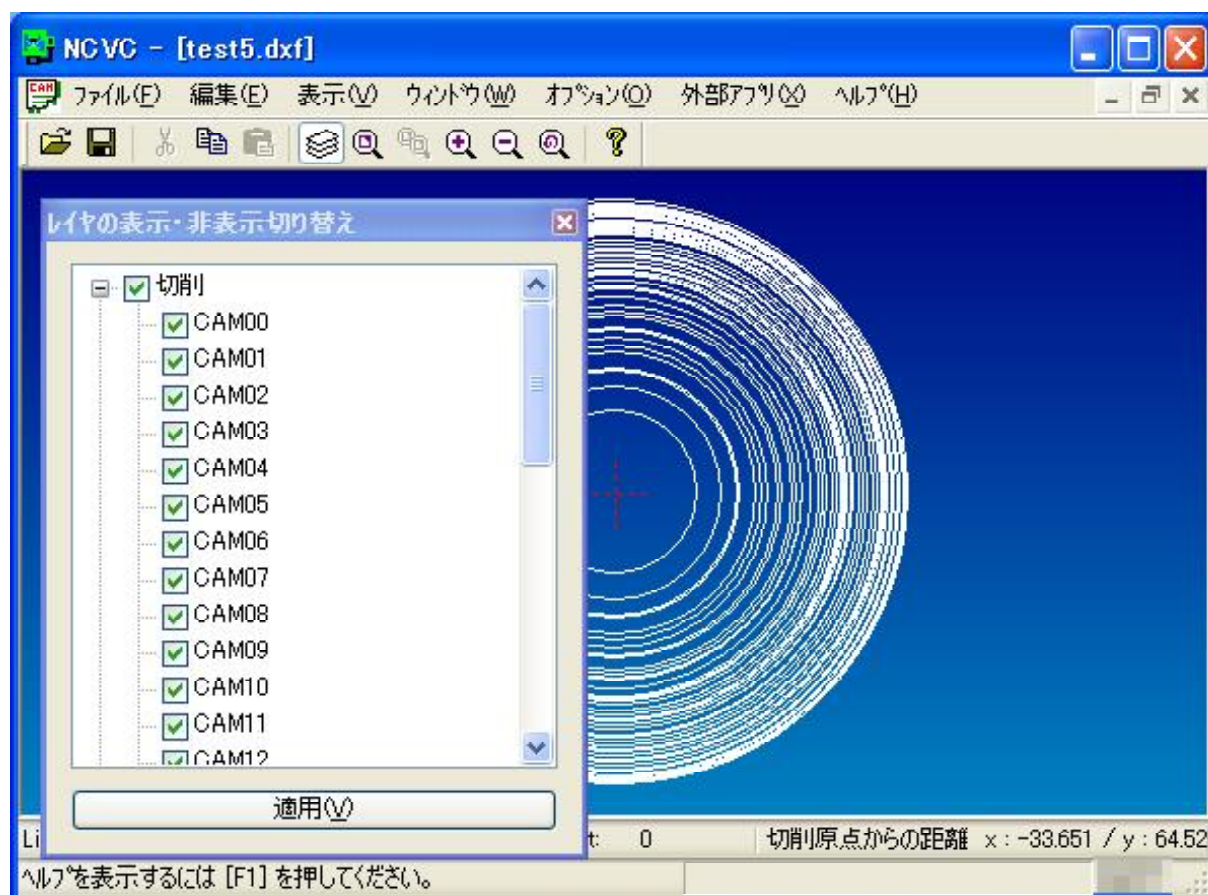 NCVC - [test5.dxf]
CAM ファイル(F) 編集(E) 表示(V) ウィンドウ(W) オプション(O) 外部アプリ(X) ヘルプ(H)
レイヤの表示・非表示切り替え
切削
CAM00
CAM01
CAM02
CAM03
CAM04
CAM05
CAM06
CAM07
CAM08
CAM09
CAM10
CAM11
CAM12
適用(V)
Li t: 0 切削原点からの距離 x : -33.651 / y : 64.52
ヘルプを表示するには [F1] を押してください。